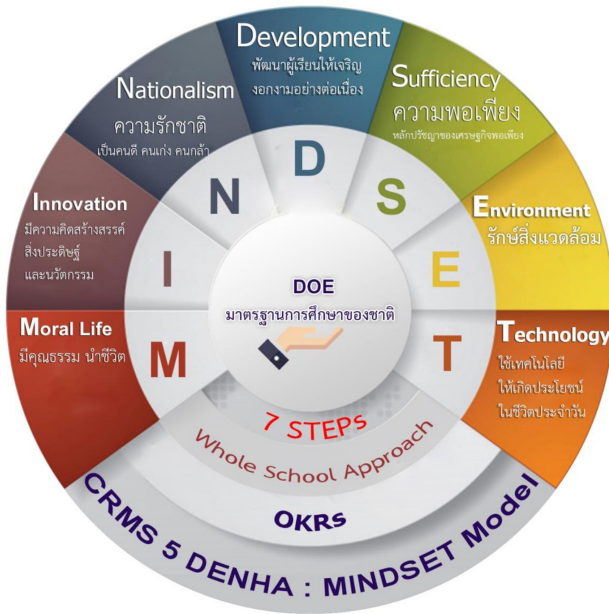 Moral Life
มีคุณธรรม นำชีวิต
M
Innovation
มีความคิดสร้างสรรค์
สิ่งประดิษฐ์
และนวัตกรรม
I
Nationalism
ความรักชาติ
เป็นคนดี คนเก่ง คนกล้า
N
Development
พัฒนาผู้เรียนให้เจริญ
งอกงามอย่างต่อเนื่อง
D
Sufficiency
ความพอเพียง
หลักปรัชญาของเศรษฐกิจพอเพียง
S
Environment
รักษ์สิ่งแวดล้อม
E
Technology
ใช้เทคโนโลยี
ให้เกิดประโยชน์
ในชีวิตประจำวัน
T
DOE
มาตรฐานการศึกษาของชาติ
7 STEPs
Whole School Approach
OKRs
CRMS 5 DENHA : MINDSET Model